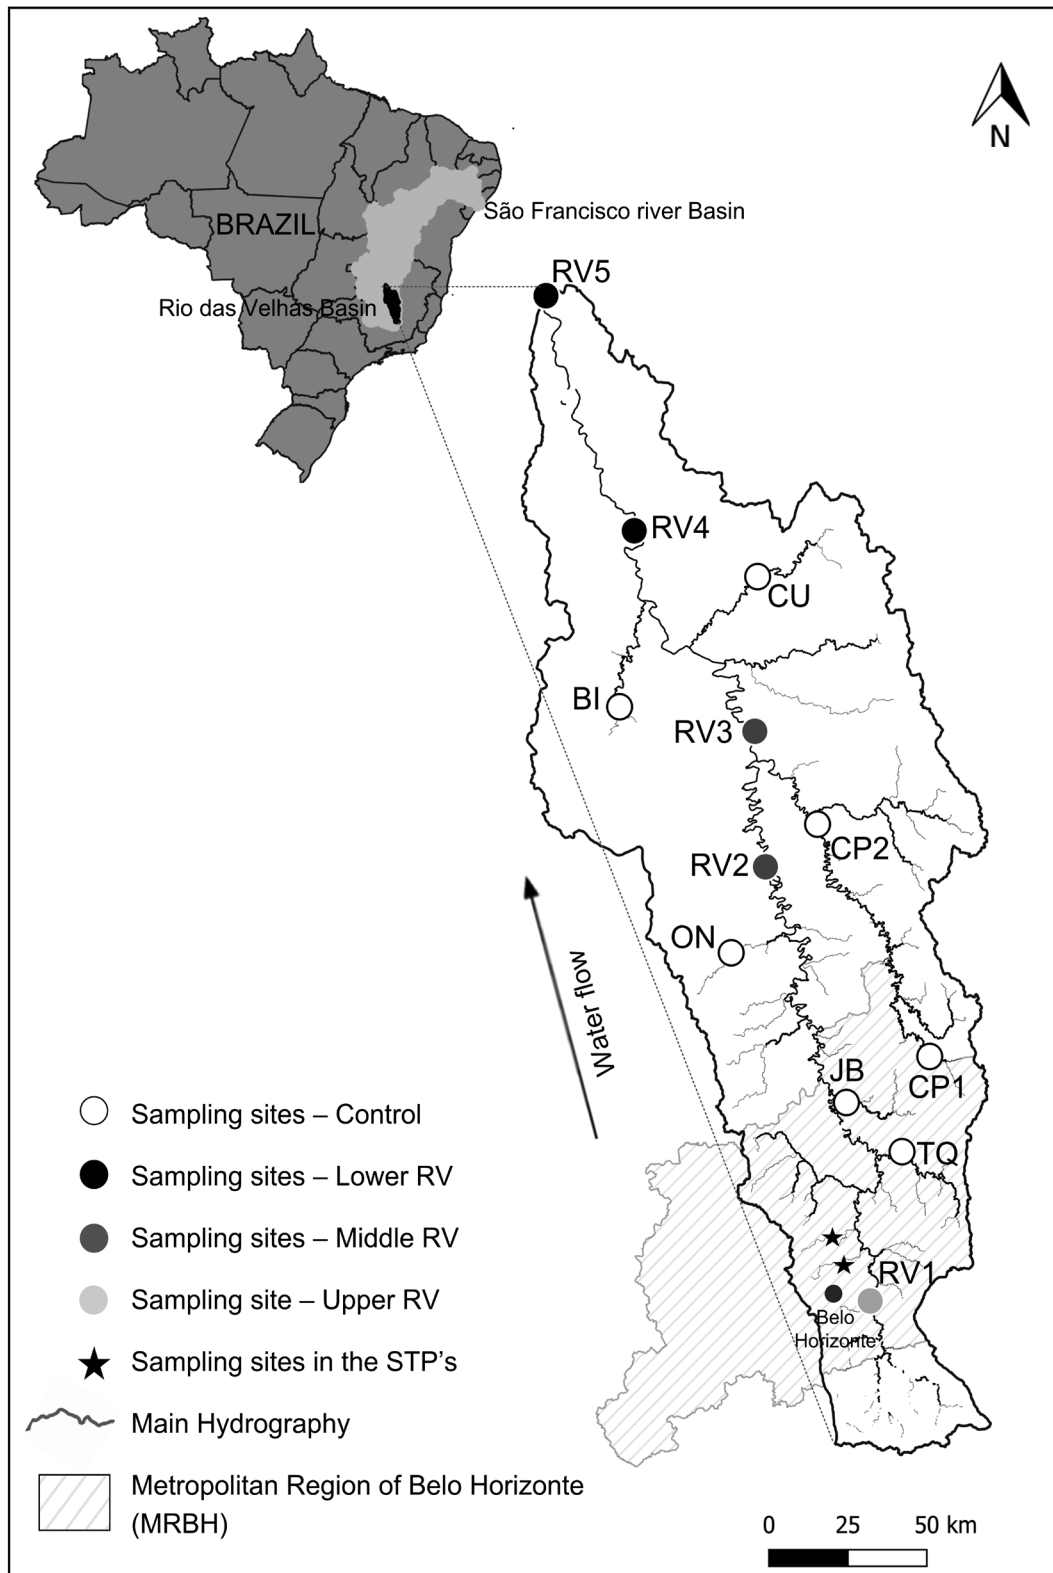 N
BRAZIL
São Francisco river Basin
Rio das Velhas Basin
RV5
RV4
CU
BI
RV3
CP2
RV2
ON
Water flow
JB
CP1
TQ
RV1
Belo
Horizonte
Sampling sites – Control
Sampling sites – Lower RV
Sampling sites – Middle RV
Sampling site – Upper RV
Sampling sites in the STP's
Main Hydrography
Metropolitan Region of Belo Horizonte
(MRBH)
0 25 50 km